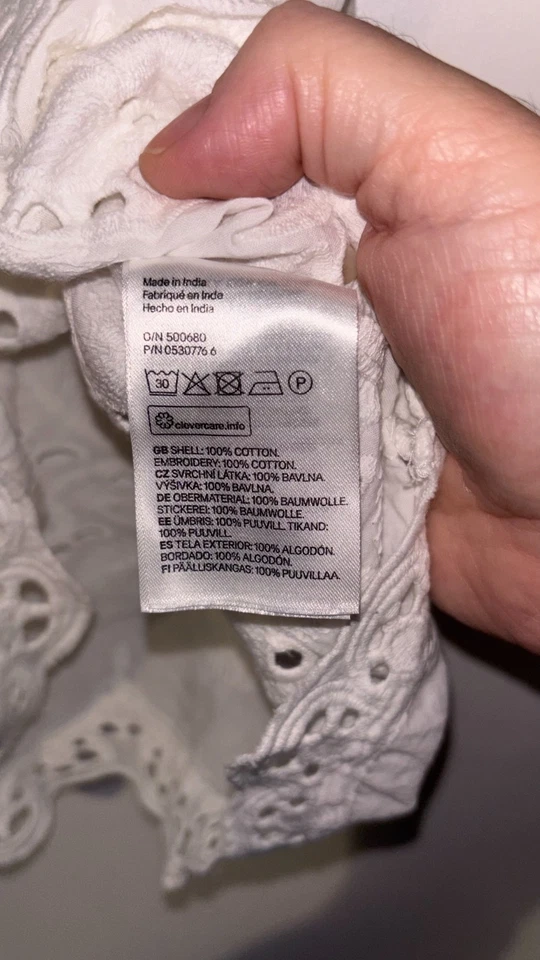 Made in India
Fabriqué en Inde
Hecho en India
O/N 500680
P/N 0530776 6
30
P
clevercare.info
GB SHELL: 100% COTTON.
EMBROIDERY: 100% COTTON.
CZ SVRCHNÍ LÁTKA: 100% BAVLNA.
VÝŠIVKA: 100% BAVLNA.
DE OBERMATERIAL: 100% BAUMWOLLE.
STICKEREI: 100% BAUMWOLLE.
EE ÜMBRIS: 100% PUUVILL. TIKAND:
100% PUUVILL.
ES TELA EXTERIOR: 100% ALGODÓN.
BORDADO: 100% ALGODÓN.
FI PÄÄLLISKANGAS: 100% PUUVILLAA.